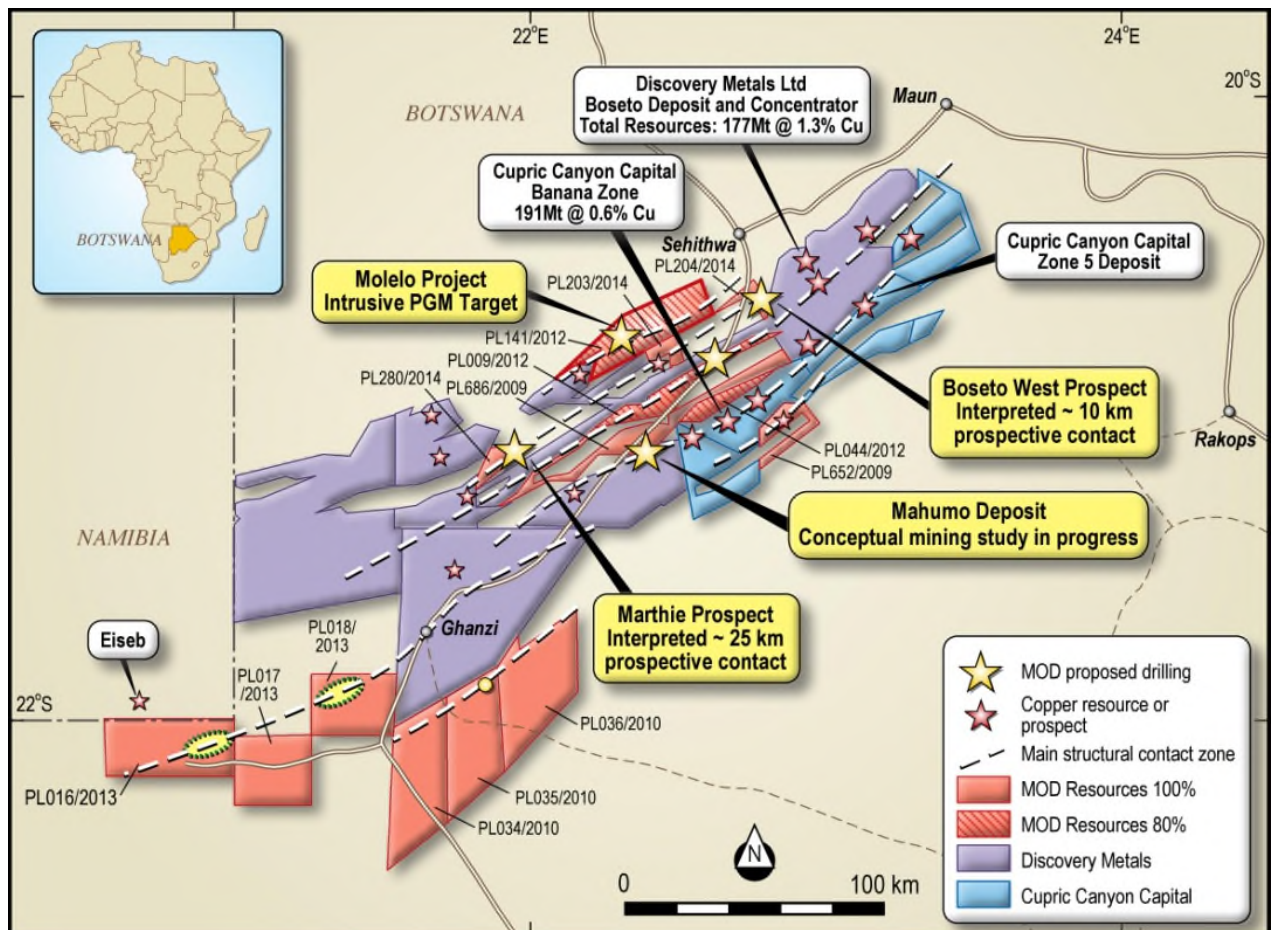 22°E
24°E
20°S
BOTSWANA
Maun
Discovery Metals Ltd
Boseto Deposit and Concentrator
Total Resources: 177Mt @ 1.3% Cu
Cupric Canyon Capital
Banana Zone
191Mt @ 0.6% Cu
BOTSWANA
Sehithwa
PL204/2014
Cupric Canyon Capital
Zone 5 Deposit
Molelo Project
Intrusive PGM Target
PL203/2014
PL141/2012
PL009/2012
PL686/2009
PL280/2014
Boseto West Prospect
Interpreted ~ 10 km
prospective contact
Rakops
PL044/2012
PL652/2009
Mahumo Deposit
Conceptual mining study in progress
NAMIBIA
Marthie Prospect
Interpreted ~ 25 km
prospective contact
Eiseb
Ghanzi
PL018/
2013
PL017
/2013
22°S
PL036/2010
PL016/2013
PL035/2010
PL034/2010
MOD proposed drilling
Copper resource or
prospect
Main structural contact zone
MOD Resources 100%
MOD Resources 80%
Discovery Metals
Cupric Canyon Capital
N
0
100 km